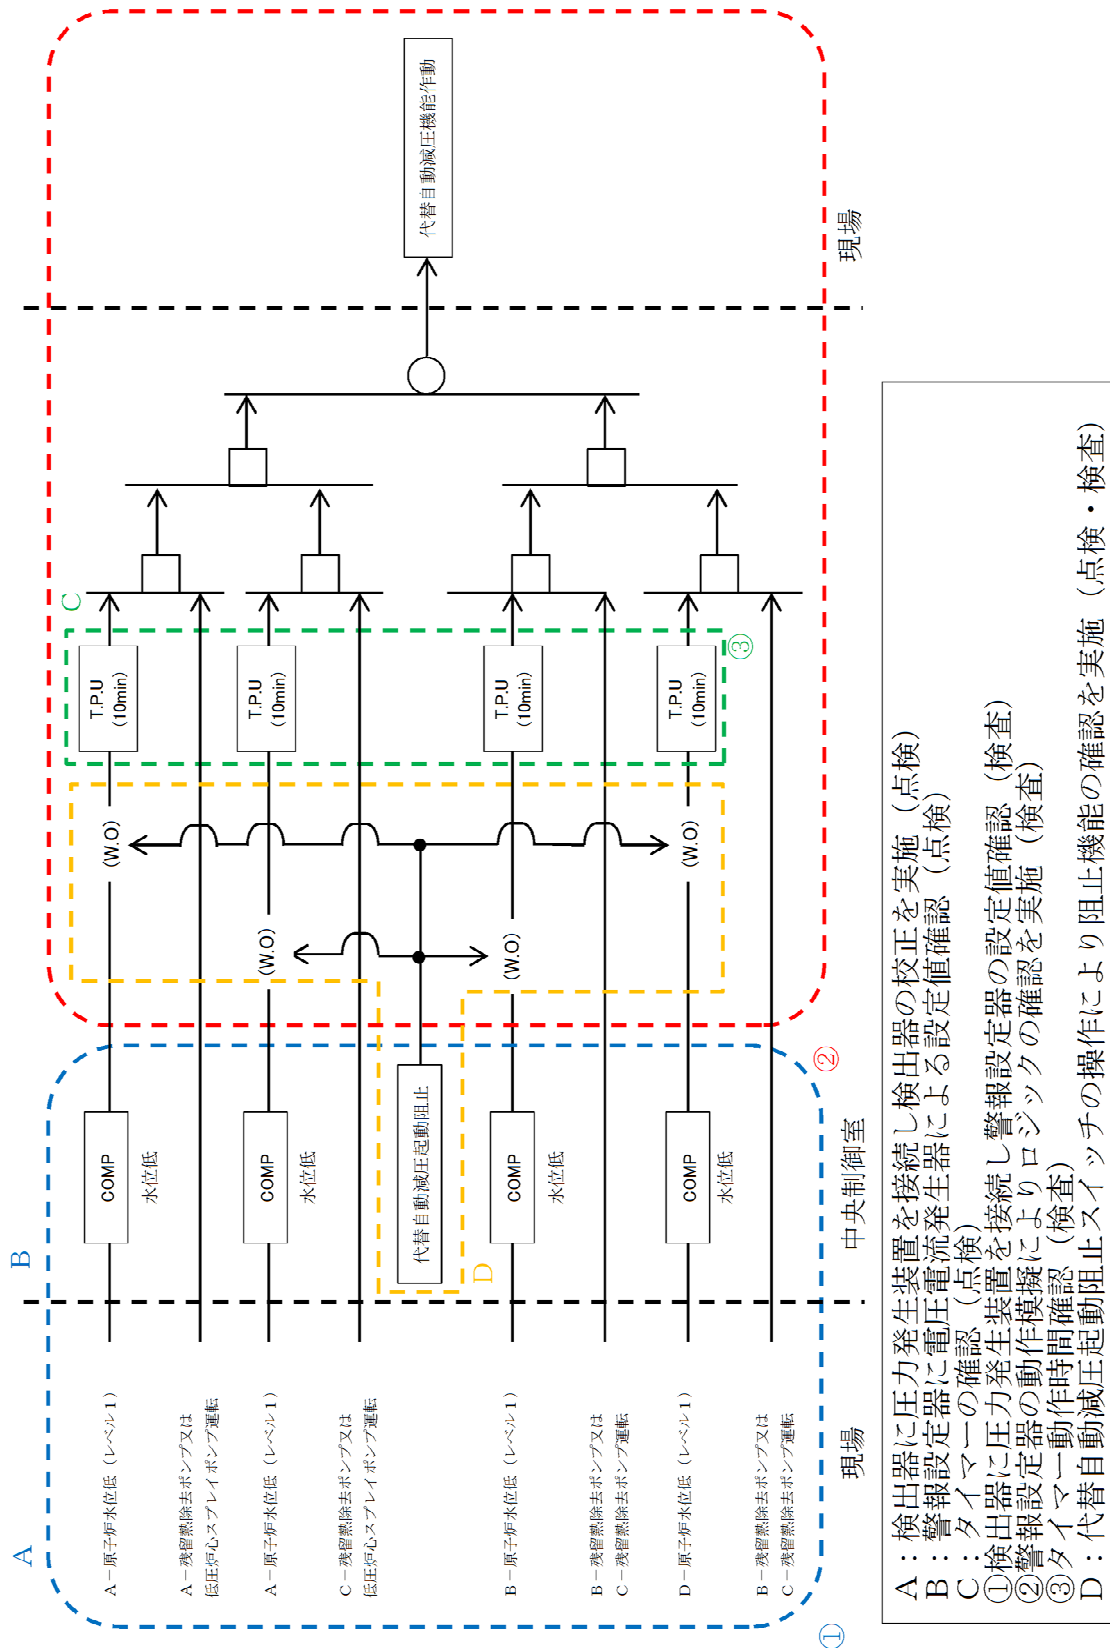 A
B
①
A－原子炉水位低（レベル1）
COMP
水位低
(W.O)
T.P.U
(10min)
C
A－残留熱除去ポンプ又は
低圧炉心スプレイポンプ運転
A－原子炉水位低（レベル1）
COMP
水位低
(W.O)
T.P.U
(10min)
C－残留熱除去ポンプ又は
低圧炉心スプレイポンプ運転
代替自動減圧起動阻止
D
代替自動減圧機能作動
B－原子炉水位低（レベル1）
COMP
水位低
(W.O)
T.P.U
(10min)
B－残留熱除去ポンプ又は
C－残留熱除去ポンプ運転
D－原子炉水位低（レベル1）
COMP
水位低
(W.O)
T.P.U
(10min)
③
B－残留熱除去ポンプ又は
C－残留熱除去ポンプ運転
②
現場
中央制御室
現場
A：検出器に圧力発生装置を接続し検出器の校正を実施（点検）
B：警報設定器に電圧電流発生器による設定値確認（点検）
C：タイマーの確認（点検）
①検出器に圧力発生装置を接続し警報設定器の設定値確認（検査）
②警報設定器の動作模擬によりロジックの確認を実施（検査）
③タイマー動作時間確認（検査）
D：代替自動減圧起動阻止スイッチの操作により阻止機能の確認を実施（点検・検査）